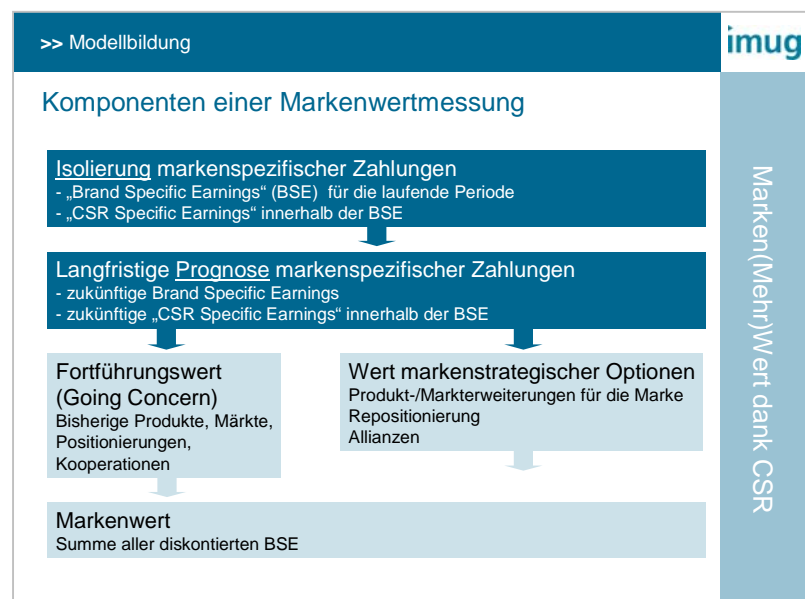 >> Modellbildung
imug
Komponenten einer Markenwertmessung
Isolierung markenspezifischer Zahlungen
- „Brand Specific Earnings“ (BSE) für die laufende Periode
- „CSR Specific Earnings“ innerhalb der BSE
Langfristige Prognose markenspezifischer Zahlungen
- zukünftige Brand Specific Earnings
- zukünftige „CSR Specific Earnings“ innerhalb der BSE
Fortführungswert
(Going Concern)
Bisherige Produkte, Märkte,
Positionierungen,
Kooperationen
Wert markenstrategischer Optionen
Produkt-/Markterweiterungen für die Marke
Repositionierung
Allianzen
Markenwert
Summe aller diskontierten BSE
Marken(Mehr)Wert dank CSR